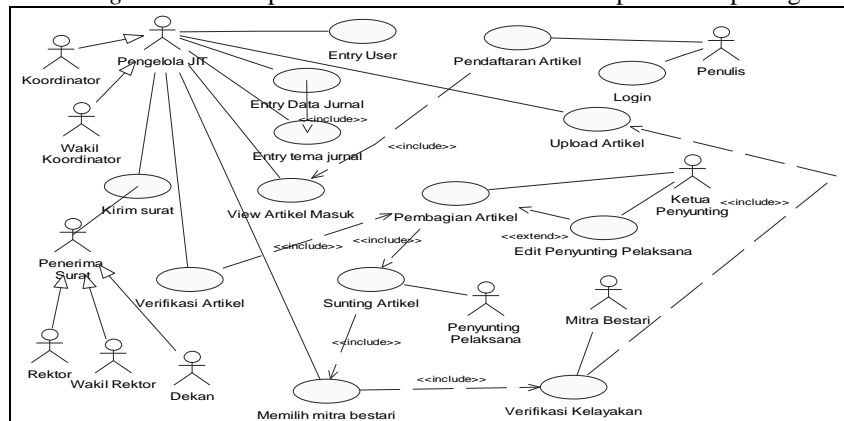 Entry User
Pendaftaran Artikel
Penulis
Koordinator
Pengelola JIT
Login
Entry Data Jurnal
<<include>>
Entry tema jurnal
Upload Artikel
<<include>>
Wakil
Koordinator
Kirim surat
View Artikel Masuk
Pembagian Artikel
Ketua
Penyunting
<<include>>
<<extend>>
Edit Penyunting Pelaksana
<<include>>
<<include>>
Penerima
Surat
Verifikasi Artikel
Sunting Artikel
Penyunting
Pelaksana
Mitra Bestari
<<include>>
Rektor
Wakil Rektor
Dekan
<<include>>
Memilih mitra bestari
Verifikasi Kelayakan